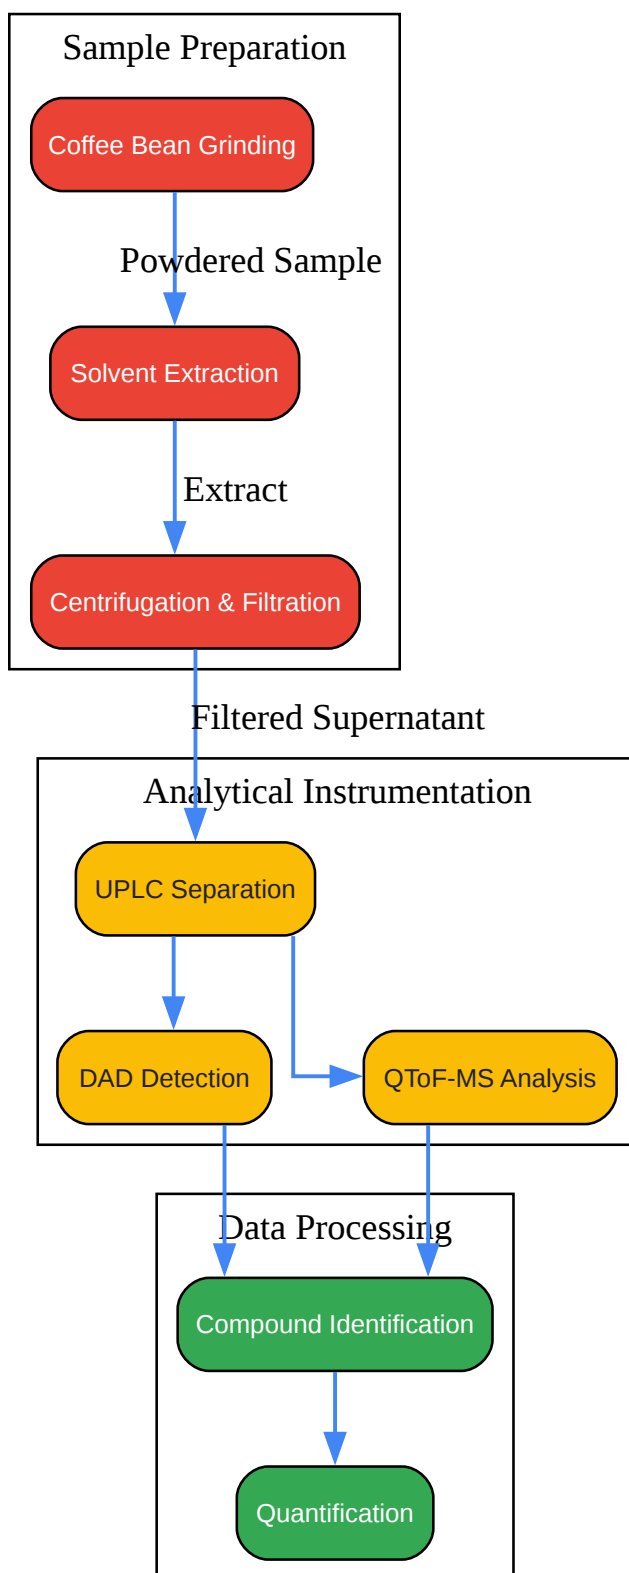 Sample Preparation
Coffee Bean Grinding
Powdered Sample
Solvent Extraction
Extract
Centrifugation & Filtration
Filtered Supernatant
Analytical Instrumentation
UPLC Separation
DAD Detection
QToF-MS Analysis
Data Processing
Compound Identification
Quantification